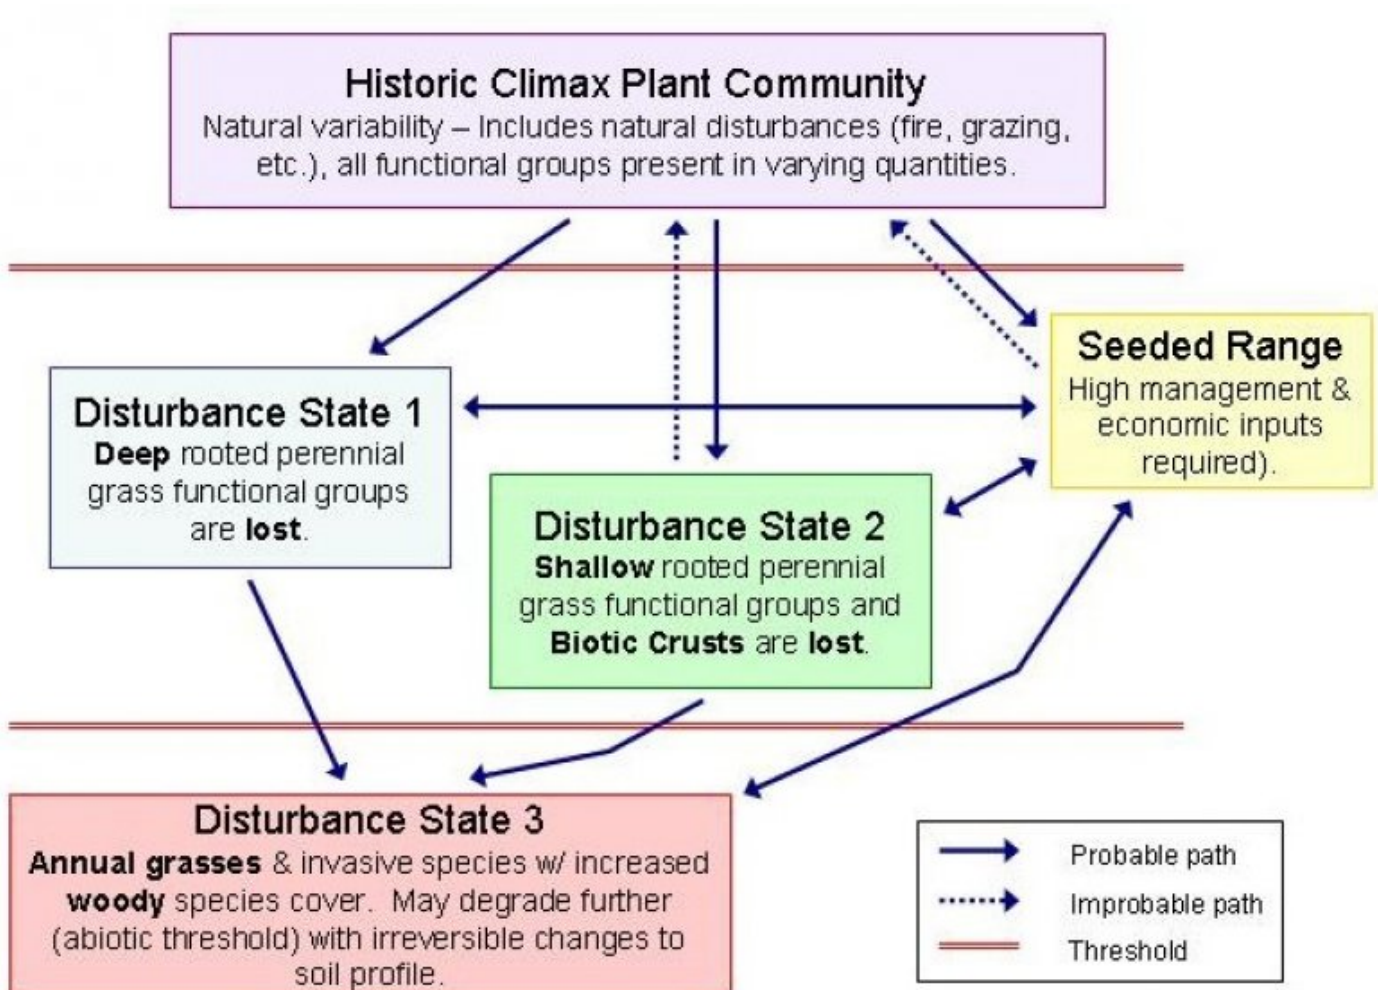 Historic Climax Plant Community
Natural variability – Includes natural disturbances (fire, grazing,
etc.), all functional groups present in varying quantities.
Seeded Range
High management &
economic inputs
required).
Disturbance State 1
Deep rooted perennial
grass functional groups
are lost.
Disturbance State 2
Shallow rooted perennial
grass functional groups and
Biotic Crusts are lost.
Disturbance State 3
Annual grasses & invasive species w/ increased
woody species cover. May degrade further
(abiotic threshold) with irreversible changes to
soil profile.
Probable path
Improbable path
Threshold